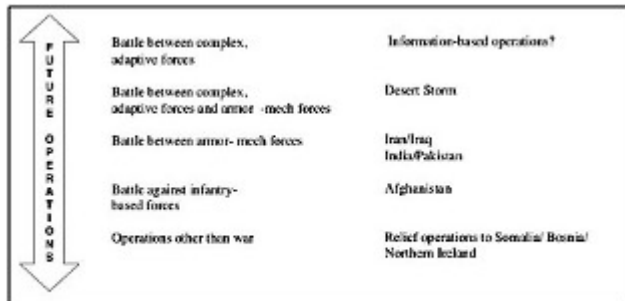 FUTURE OPERATIONS
Battle between complex,
adaptive forces
Information-based operations?
Battle between complex,
adaptive forces and armor -mech forces
Desert Storm
Battle between armor- mech forces
Iran/Iraq
India/Pakistan
Battle against infantry-
based forces
Afghanistan
Operations other than war
Relief operations to Somalia/ Bosnia/
Northern Ireland